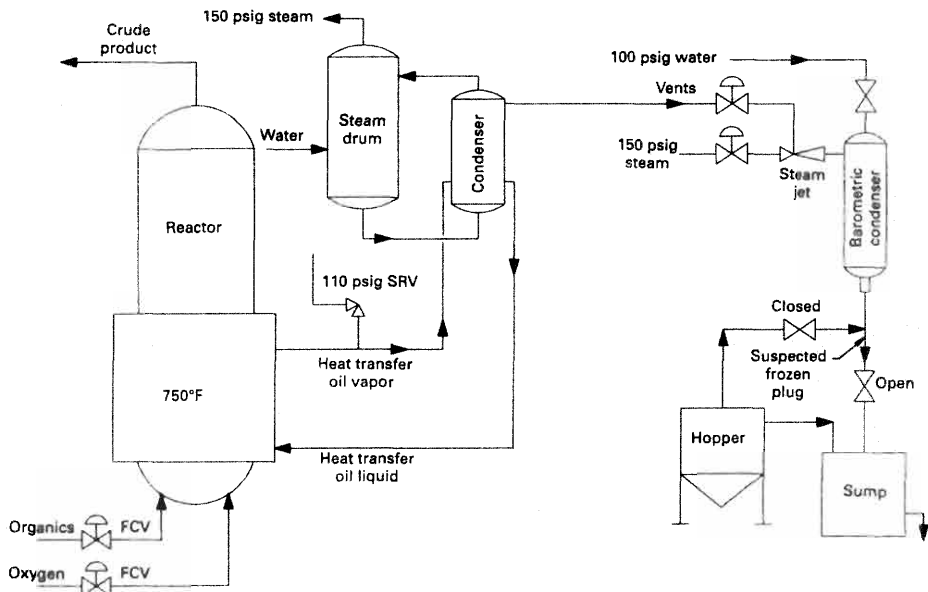 150 psig steam
Crude
product
100 psig water
Vents
Steam
drum
Condenser
Water
150 psig
steam
Steam
jet
Barometric
condenser
Reactor
110 psig SRV
Closed
Suspected
frozen
plug
Open
Heat transfer
oil vapor
750°F
Hopper
Heat transfer
oil liquid
Sump
Organics
FCV
Oxygen
FCV